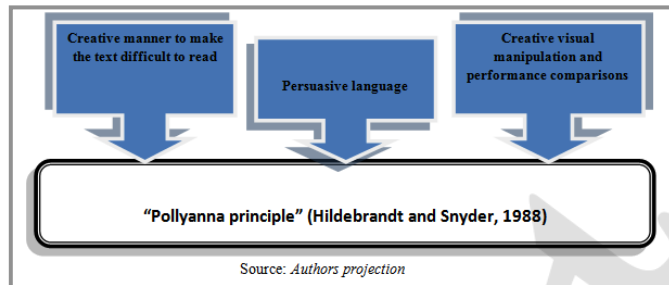 Creative manner to make
the text difficult to read
Persuasive language
Creative visual
manipulation and
performance comparisons
“Pollyanna principle” (Hildebrandt and Snyder, 1988)
Source: Authors projection